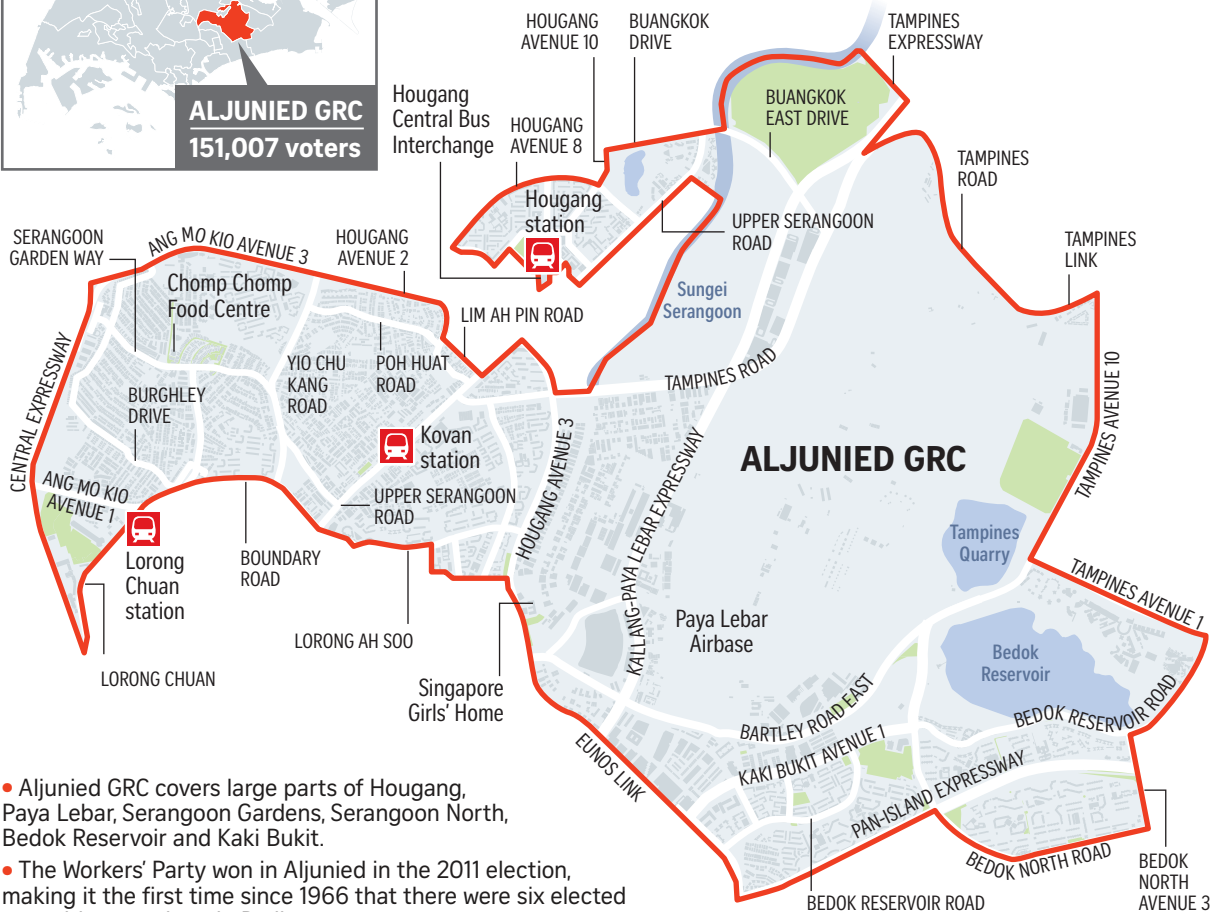 ALJUNIED GRC
151,007 voters
HOUGANG
AVENUE 10
BUANGKOK
DRIVE
TAMPINES
EXPRESSWAY
Hougang
Central Bus
Interchange
HOUGANG
AVENUE 8
BUANGKOK
EAST DRIVE
TAMPINES
ROAD
Hougang
station
UPPER SERANGOON
ROAD
TAMPINES
LINK
SERANGOON
GARDEN WAY
ANG MO KIO AVENUE 3
HOUGANG
AVENUE 2
Chomp Chomp
Food Centre
Sungei
Serangoon
LIM AH PIN ROAD
CENTRAL EXPRESSWAY
YIO CHU
KANG
ROAD
POH HUAT
ROAD
TAMPINES ROAD
TAMPINES AVENUE 10
BURGHLEY
DRIVE
Kovan
station
HOUGANG AVENUE 3
KALLANG-PAYA LEBAR EXPRESSWAY
ALJUNIED GRC
ANG MO KIO
AVENUE 1
UPPER SERANGOON
ROAD
Tampines
Quarry
Lorong
Chuan
station
BOUNDARY
ROAD
TAMPINES AVENUE 1
LORONG AH SOO
Paya Lebar
Airbase
Bedok
Reservoir
LORONG CHUAN
Singapore
Girls' Home
BARTLEY ROAD EAST
BEDOK RESERVOIR ROAD
EUNOS LINK
KAKI BUKIT AVENUE 1
PAN-ISLAND EXPRESSWAY
BEDOK NORTH ROAD
BEDOK
NORTH
AVENUE 3
BEDOK RESERVOIR ROAD
• Aljunied GRC covers large parts of Hougang,
Paya Lebar, Serangoon Gardens, Serangoon North,
Bedok Reservoir and Kaki Bukit.
• The Workers' Party won in Aljunied in the 2011 election,
making it the first time since 1966 that there were six elected